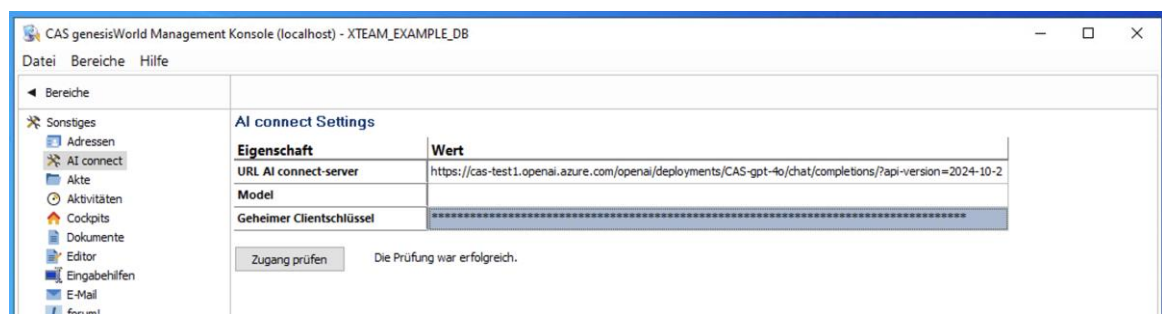 CAS genesisWorld Management Konsole (localhost) - XTEAM_EXAMPLE_DB
Datei Bereiche Hilfe
Bereiche
Sonstiges
Adressen
AI connect
Akte
Aktivitäten
Cockpits
Dokumente
Editor
Eingabehilfen
E-Mail
AI connect Settings
Eigenschaft Wert
URL AI connect-server https://cas-test1.openai.azure.com/openai/deployments/CAS-gpt-4o/chat/completions/?api-version=2024-10-2
Model
Geheimer Clientschlüssel
Zugang prüfen Die Prüfung war erfolgreich.